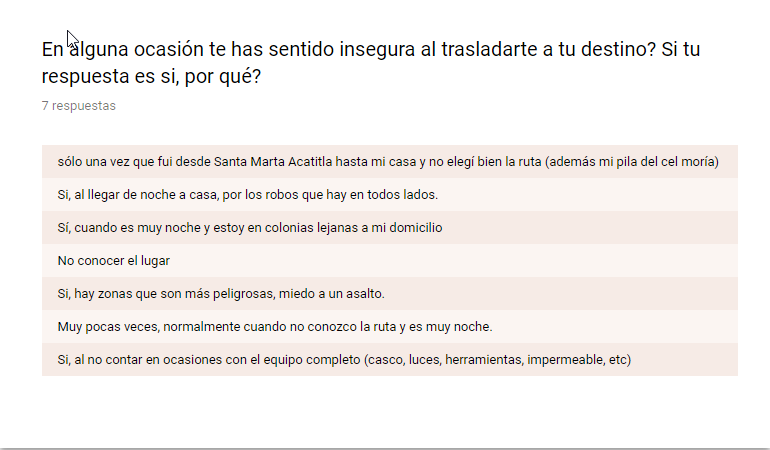 En alguna ocasión te has sentido insegura al trasladarte a tu destino? Si tu
respuesta es si, por qué?
7 respuestas
sólo una vez que fui desde Santa Marta Acatitla hasta mi casa y no elegí bien la ruta (además mi pila del cel moría)
Si, al llegar de noche a casa, por los robos que hay en todos lados.
Sí, cuando es muy noche y estoy en colonias lejanas a mi domicilio
No conocer el lugar
Si, hay zonas que son más peligrosas, miedo a un asalto.
Muy pocas veces, normalmente cuando no conozco la ruta y es muy noche.
Si, al no contar en ocasiones con el equipo completo (casco, luces, herramientas, impermeable, etc)